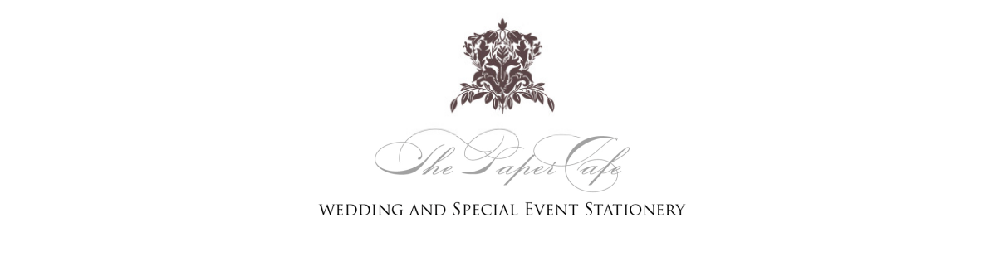 The Paper Cafe
WEDDING AND SPECIAL EVENT STATIONERY